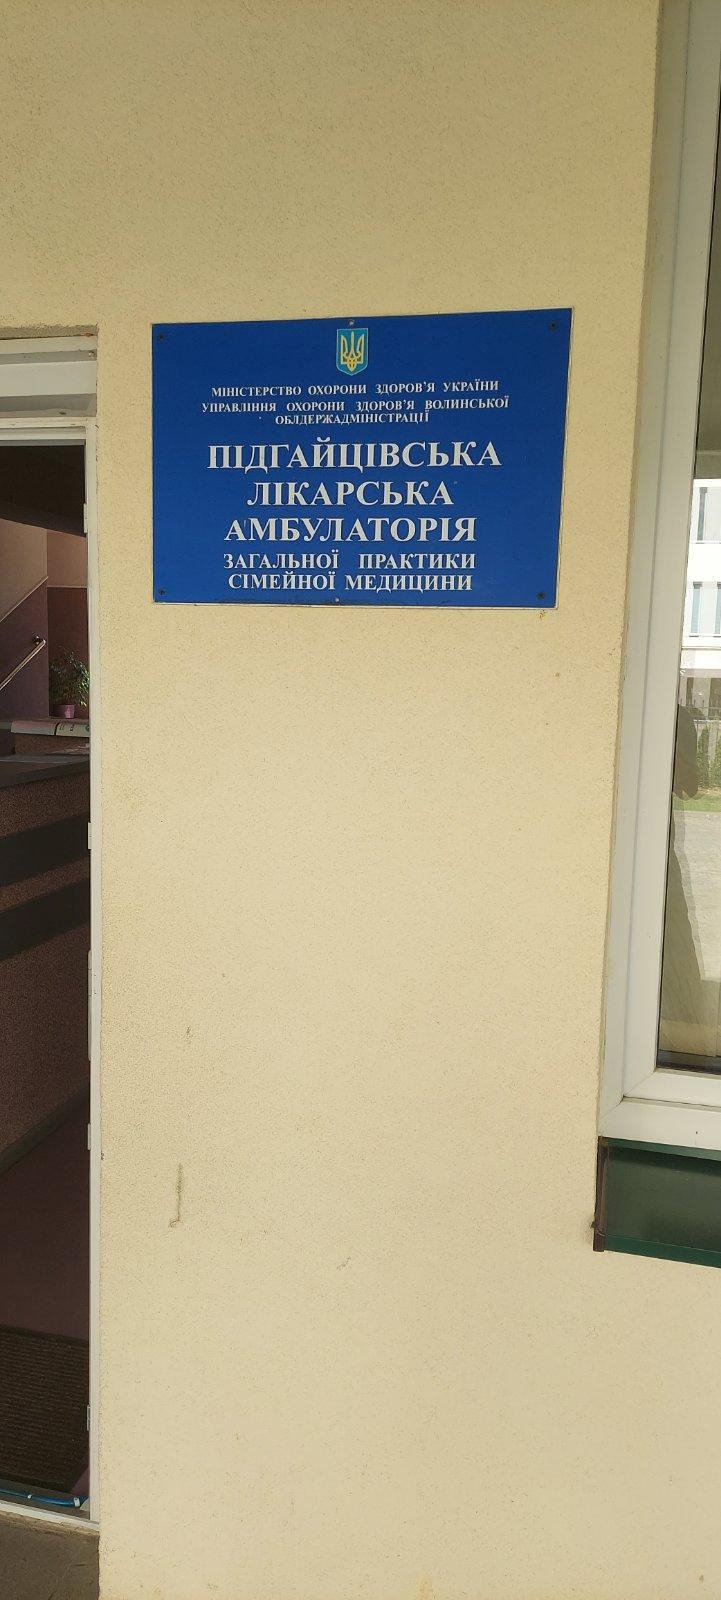 МІНІСТЕРСТВО ОХОРОНИ ЗДОРОВ'Я УКРАЇНИ
УПРАВЛІННЯ ОХОРОНИ ЗДОРОВ'Я ВОЛИНСЬКОЇ
ОБЛДЕРЖАДМІНІСТРАЦІЇ
ПІДГАЙЦІВСЬКА
ЛІКАРСЬКА
АМБУЛАТОРІЯ
ЗАГАЛЬНОЇ ПРАКТИКИ
СІМЕЙНОЇ МЕДИЦИНИ